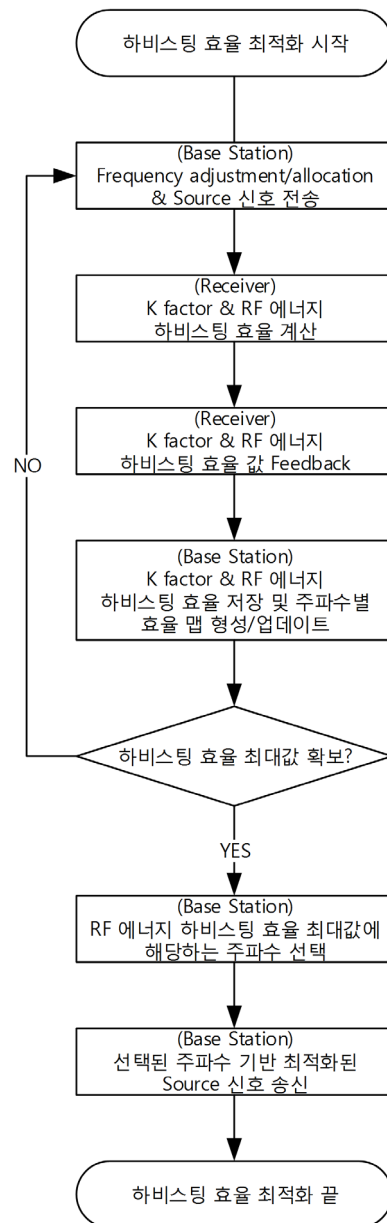 하비스팅 효율 최적화 시작
(Base Station)
Frequency adjustment/allocation
& Source 신호 전송
(Receiver)
K factor & RF 에너지
하비스팅 효율 계산
(Receiver)
K factor & RF 에너지
하비스팅 효율 값 Feedback
NO
(Base Station)
K factor & RF 에너지
하비스팅 효율 저장 및 주파수별
효율 맵 형성/업데이트
하비스팅 효율 최대값 확보?
YES
(Base Station)
RF 에너지 하비스팅 효율 최대값에
해당하는 주파수 선택
(Base Station)
선택된 주파수 기반 최적화된
Source 신호 송신
하비스팅 효율 최적화 끝